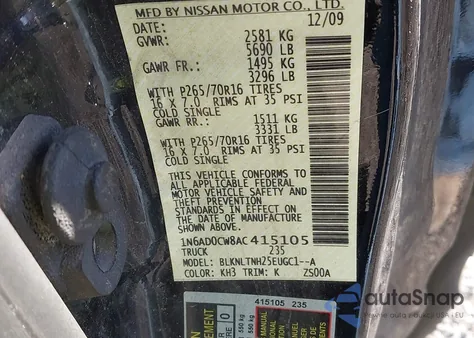 MFD BY NISSAN MOTOR CO., LTD.
DATE: 12/09
GVWR: 2581 KG
5690 LB
GAWR FR.: 1495 KG
3296 LB
WITH P265/70R16 TIRES
16 X 7.0 RIMS AT 35 PSI
COLD SINGLE
GAWR RR.: 1511 KG
3331 LB
WITH P265/70R16 TIRES
16 X 7.0 RIMS AT 35 PSI
COLD SINGLE
THIS VEHICLE CONFORMS TO
ALL APPLICABLE FEDERAL
MOTOR VEHICLE SAFETY AND
THEFT PREVENTION
STANDARDS IN EFFECT ON
THE DATE OF MANUFACTURE
SHOWN ABOVE.
1N6AD0CW8AC415105
TRUCK 235
MODEL: BLKNLTNH25EUGC1--A
COLOR: KH3 TRIM: K ZS00A
415105 235
550 kg
MANUAL
autoSnap